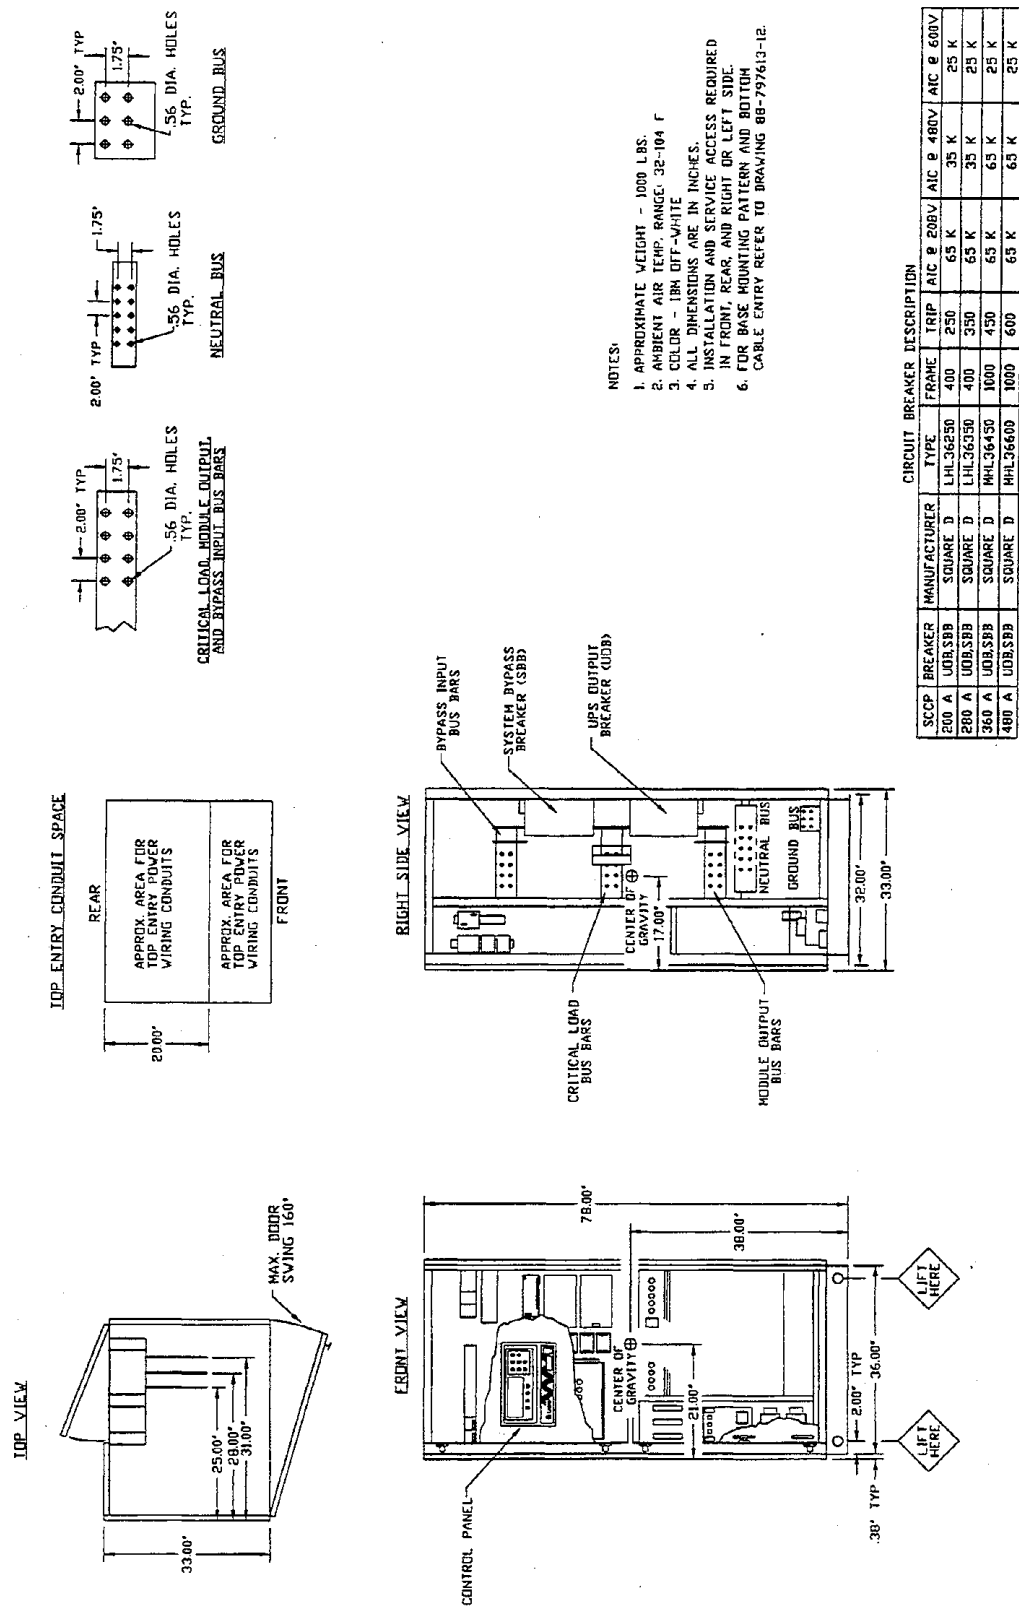 TOP VIEW
33.00"
25.00"
28.00"
31.00"
MAX. DOOR
SWING 160°
TOP ENTRY CONDUIT SPACE
REAR
20.00"
APPROX. AREA FOR
TOP ENTRY POWER
WIRING CONDUITS
APPROX. AREA FOR
TOP ENTRY POWER
WIRING CONDUITS
FRONT
2.00" TYP
1.75"
.56 DIA. HOLES
TYP.
CRITICAL LOAD, MODULE OUTPUT,
AND BYPASS INPUT BUS BARS
2.00" TYP
1.75"
.56 DIA. HOLES
TYP.
NEUTRAL BUS
2.00" TYP
1.75"
.56 DIA. HOLES
TYP.
GROUND BUS
FRONT VIEW
CONTROL PANEL
CENTER OF
GRAVITY
21.00"
78.00"
38.00"
2.00" TYP
36.00"
.38" TYP
LIFT
HERE
LIFT
HERE
RIGHT SIDE VIEW
BYPASS INPUT
BUS BARS
SYSTEM BYPASS
BREAKER (SBB)
UPS OUTPUT
BREAKER (UOB)
CRITICAL LOAD
BUS BARS
CENTER OF
GRAVITY
17.00"
MODULE OUTPUT
BUS BARS
NEUTRAL BUS
GROUND BUS
32.00"
33.00"
NOTES:
1. APPROXIMATE WEIGHT - 1000 LBS.
2. AMBIENT AIR TEMP. RANGE: 32-104 F
3. COLOR - IBM OFF-WHITE
4. ALL DIMENSIONS ARE IN INCHES.
5. INSTALLATION AND SERVICE ACCESS REQUIRED
IN FRONT, REAR, AND RIGHT OR LEFT SIDE.
6. FOR BASE MOUNTING PATTERN AND BOTTOM
CABLE ENTRY REFER TO DRAWING 88-797613-12.
CIRCUIT BREAKER DESCRIPTION
SCCP BREAKER MANUFACTURER TYPE FRAME TRIP AIC @ 208V AIC @ 480V AIC @ 600V
200 A UOB,SBB SQUARE D LHL36250 400 250 65 K 35 K 25 K
280 A UOB,SBB SQUARE D LHL36350 400 350 65 K 35 K 25 K
360 A UOB,SBB SQUARE D MHL36450 1000 450 65 K 65 K 25 K
480 A UOB,SBB SQUARE D MHL36600 1000 600 65 K 65 K 25 K